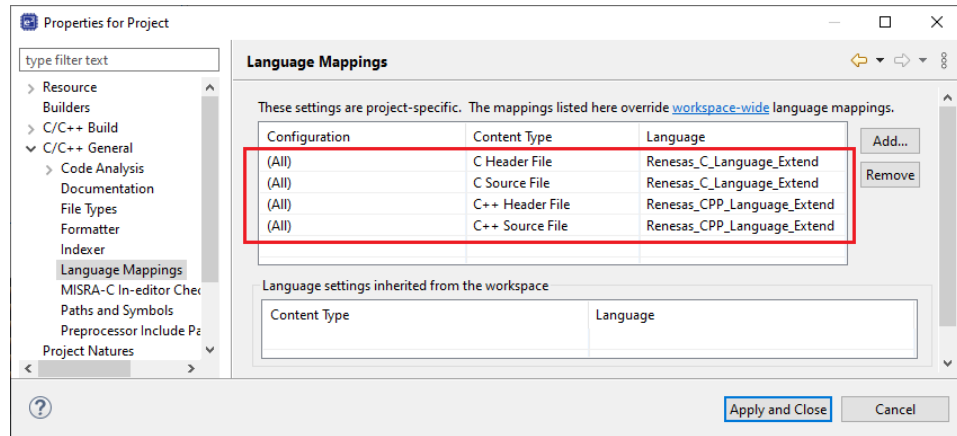 Properties for Project
type filter text
Resource
Builders
C/C++ Build
C/C++ General
Code Analysis
Documentation
File Types
Formatter
Indexer
Language Mappings
MISRA-C In-editor Chec
Paths and Symbols
Preprocessor Include Pa
Project Natures
Language Mappings
These settings are project-specific. The mappings listed here override workspace-wide language mappings.
Configuration Content Type Language
(All) C Header File Renesas_C_Language_Extend
(All) C Source File Renesas_C_Language_Extend
(All) C++ Header File Renesas_CPP_Language_Extend
(All) C++ Source File Renesas_CPP_Language_Extend
Add...
Remove
Language settings inherited from the workspace
Content Type Language
Apply and Close Cancel